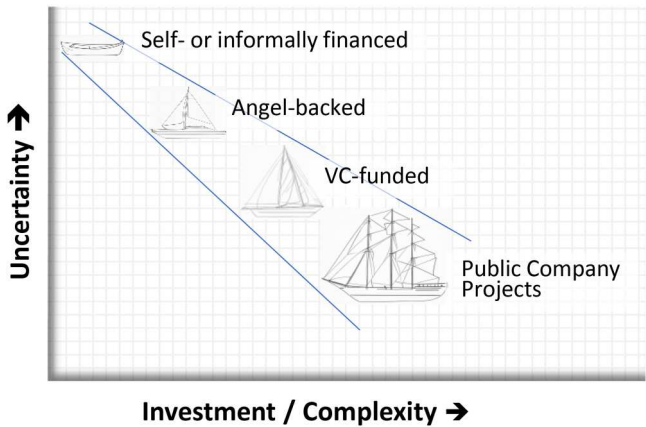 Self- or informally financed
Angel-backed
VC-funded
Public Company
Projects
Uncertainty →
Investment / Complexity →